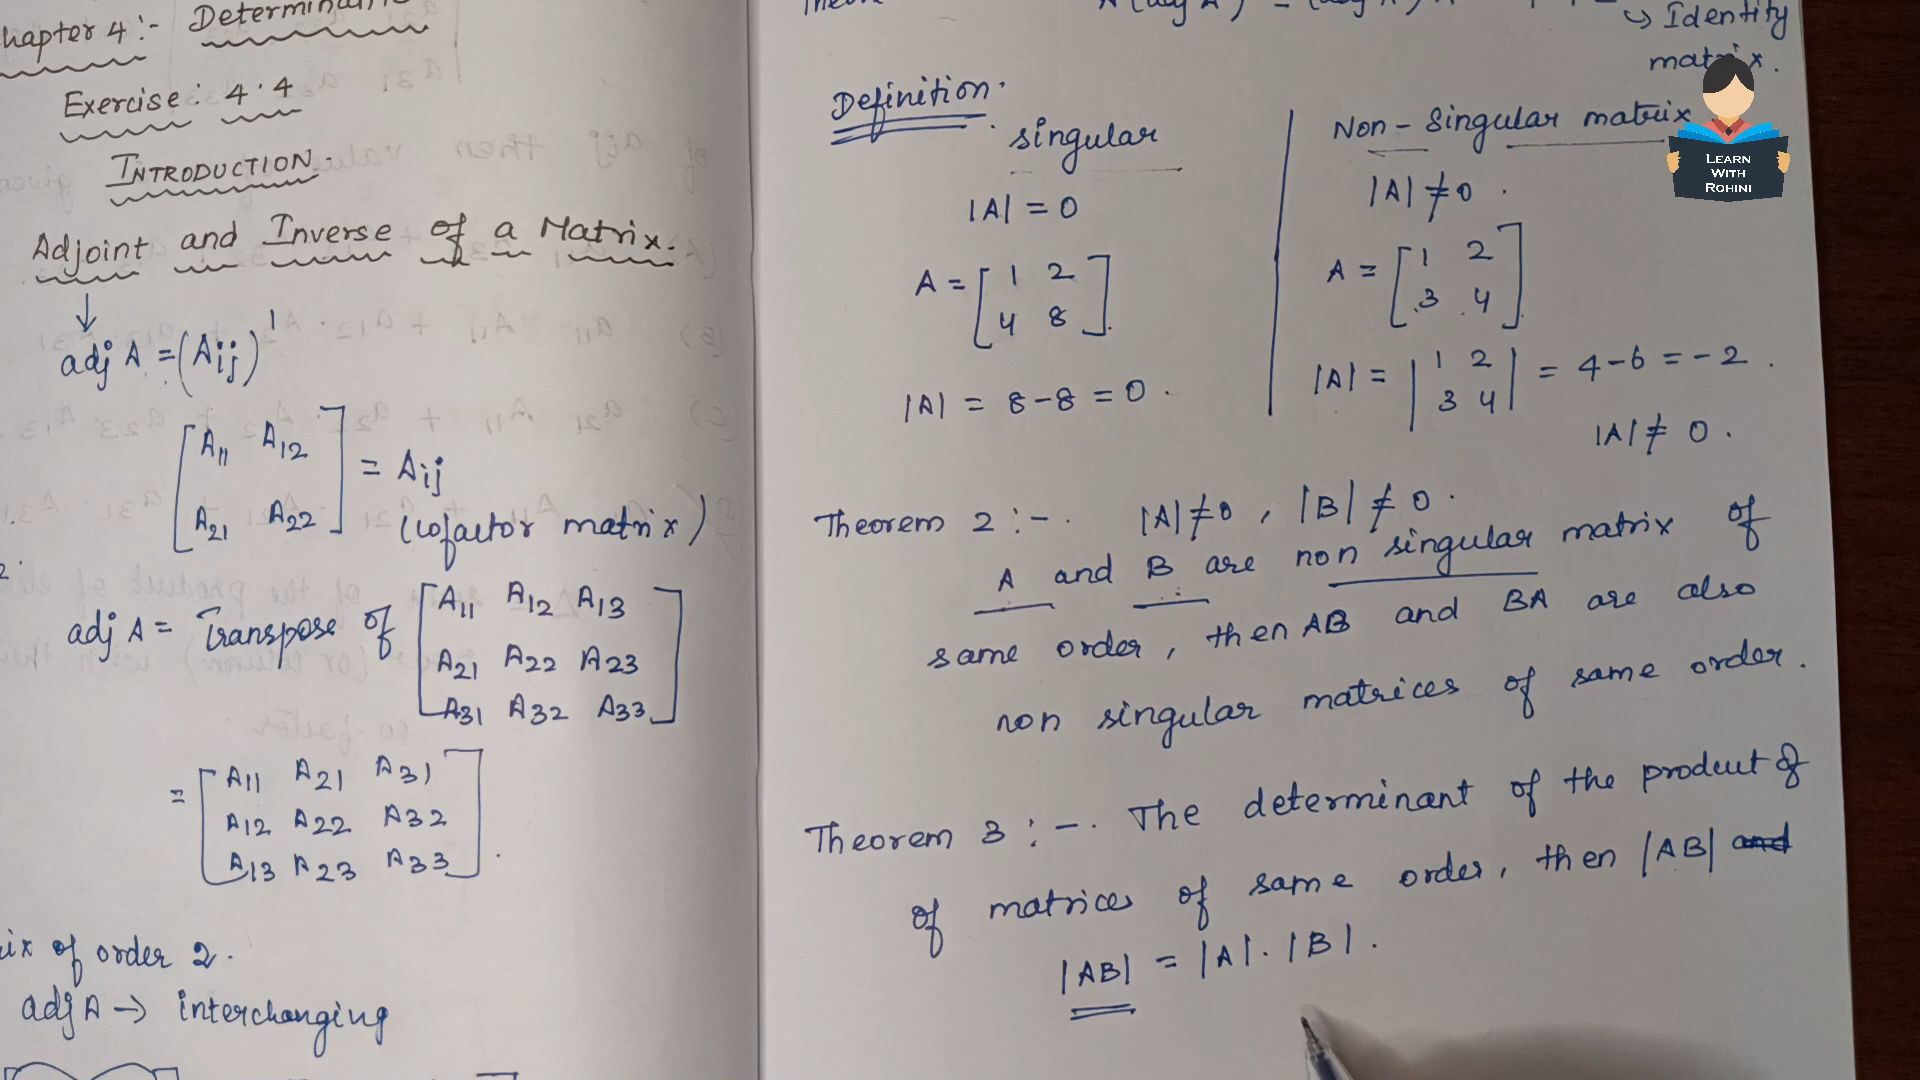 hapter 4 :- Determinan
Exercise : 4.4
INTRODUCTION.
Adjoint and Inverse of a Matrix.
↓
adj A = (Aij)'
[A11 A12
A21 A22] = Aij
(cofactor matrix)
2.
adj A = Transpose of [A11 A12 A13
A21 A22 A23
A31 A32 A33]
= [A11 A21 A31
A12 A22 A32
A13 A23 A33].
ix of order 2.
adj A → interchanging
↪ Identity
matrix.
Definition.
singular
|A| = 0
A = [1 2
4 8].
|A| = 8-8 = 0.
Non-Singular matrix
|A| ≠ 0.
A = [1 2
3 4].
|A| = |1 2
3 4| = 4-6 = -2.
|A| ≠ 0.
Theorem 2 :-. |A| ≠ 0, |B| ≠ 0.
A and B are non singular matrix of
same order, then AB and BA are also
non singular matrices of same order.
Theorem 3 :-. The determinant of the product of
of matrices of same order, then |AB| and
|AB| = |A|.|B|.
LEARN
WITH
ROHINI